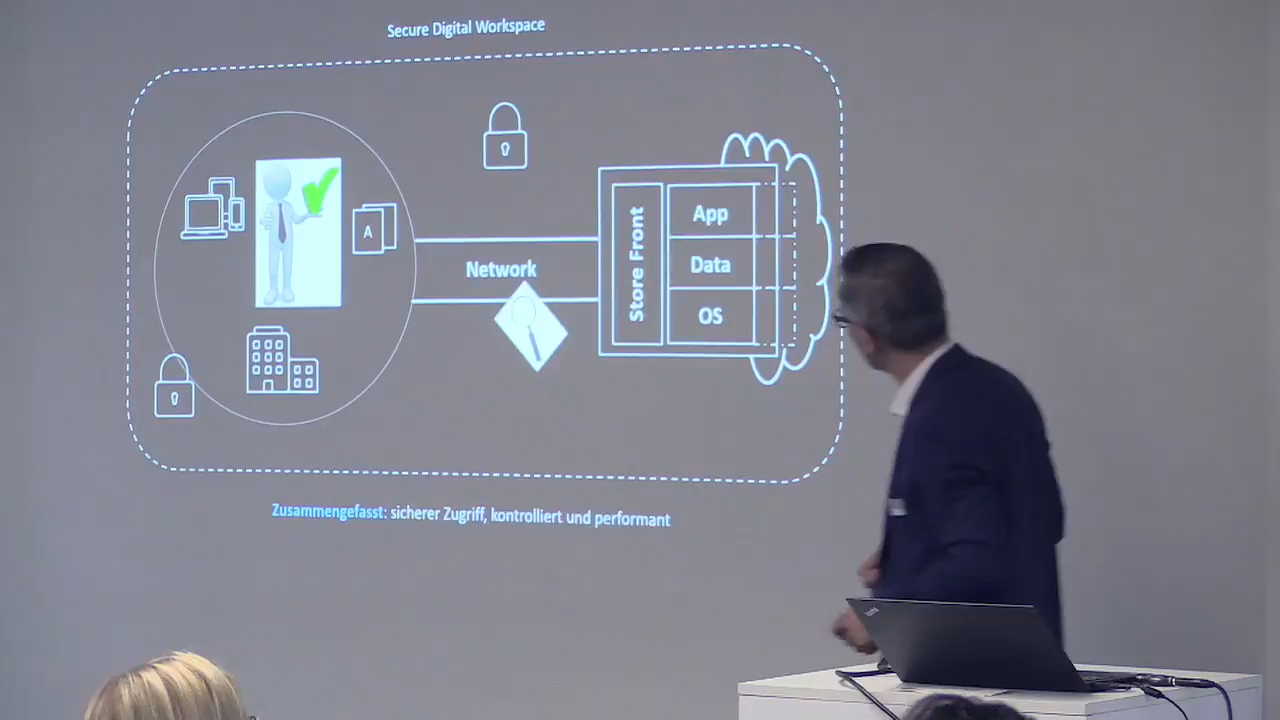 Secure Digital Workspace
A
Network
Store Front
App
Data
OS
Zusammengefasst: sicherer Zugriff, kontrolliert und performant